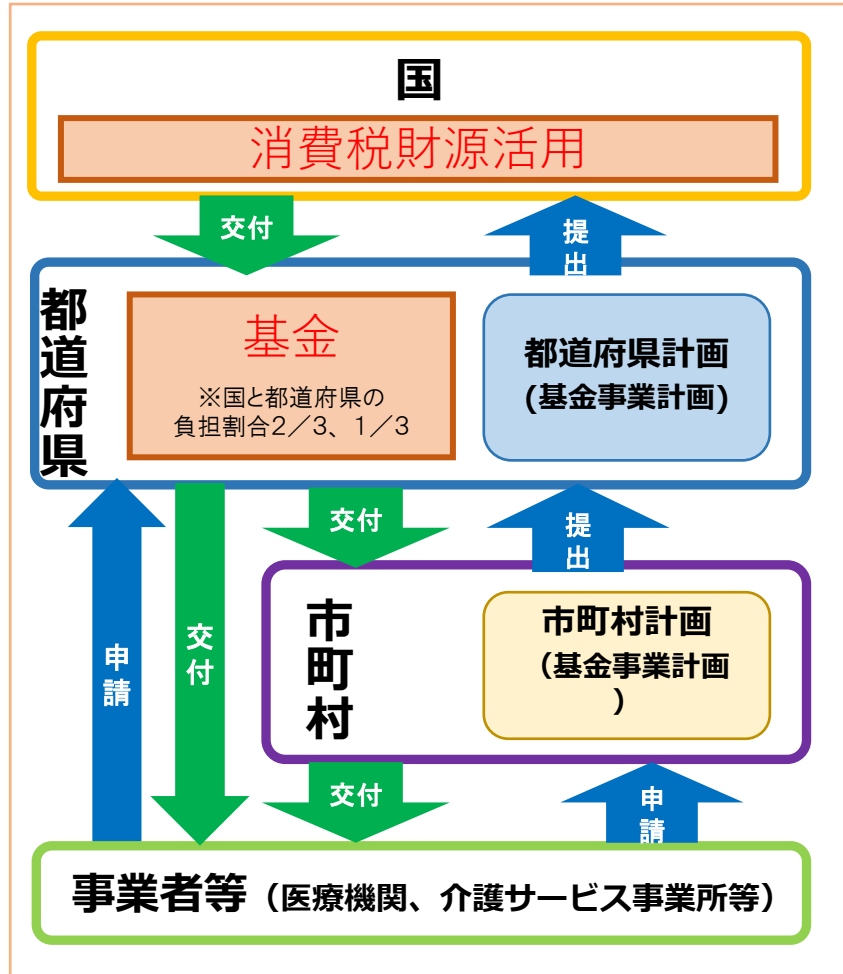 国
消費税財源活用
交付
提
出
都
道
府
県
基金
※国と都道府県の
負担割合2／3、1／3
都道府県計画
(基金事業計画)
交付
提
出
申
請
交
付
市
町
村
市町村計画
（基金事業計画
）
交付
申
請
事業者等（医療機関、介護サービス事業所等）